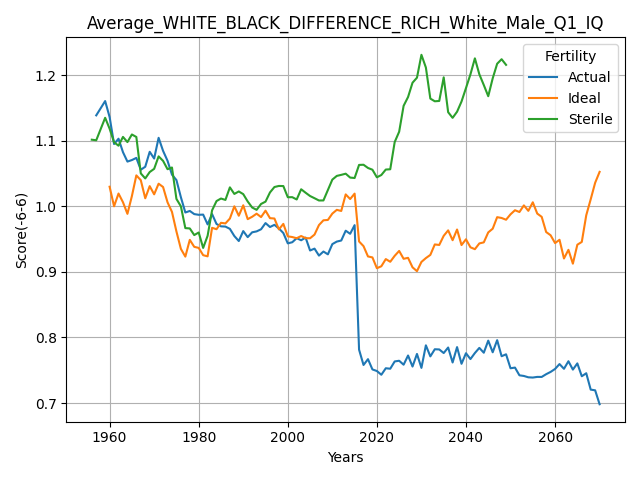 Average_WHITE_BLACK_DIFFERENCE_RICH_White_Male_Q1_IQ
Fertility
Actual
Ideal
Sterile
Score(-6-6)
1.2
1.1
1.0
0.9
0.8
0.7
1960 1980 2000 2020 2040 2060
Years